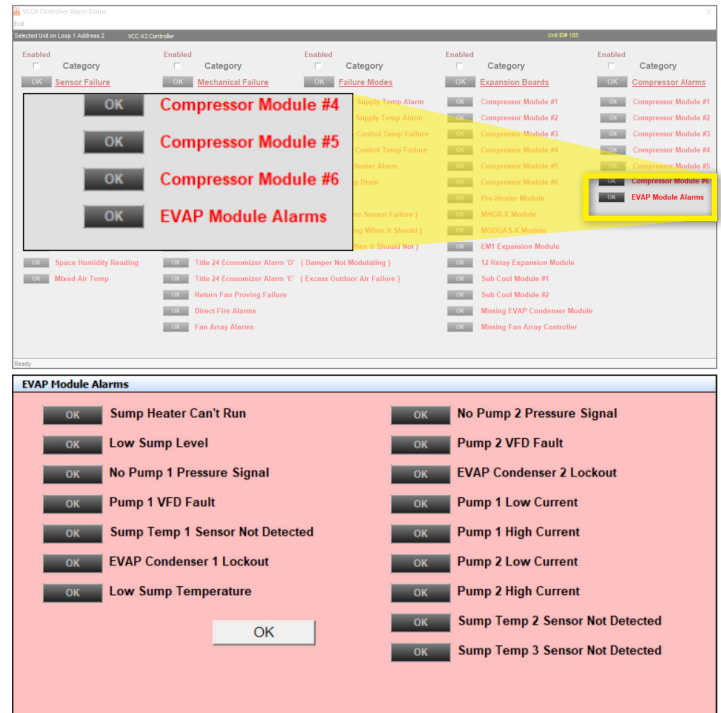 VCCX Controller Alarm Status
Exit
Selected Unit on Loop 1 Address 2 VCC-X2 Controller Unit ID# 185
Enabled Enabled Enabled Enabled Enabled
Category Category Category Category Category
OK Sensor Failure OK Mechanical Failure OK Failure Modes OK Expansion Boards OK Compressor Alarms
OK Compressor Module #4
OK Compressor Module #5
OK Compressor Module #6
OK EVAP Module Alarms
Supply Temp Alarm OK Compressor Module #1 OK Compressor Module #1
Supply Temp Alarm OK Compressor Module #2 OK Compressor Module #2
Control Temp Failure OK Compressor Module #3 OK Compressor Module #3
Control Temp Failure OK Compressor Module #4 OK Compressor Module #4
Heater Alarm OK Compressor Module #5 OK Compressor Module #5
Drain OK Compressor Module #6 OK Compressor Module #6
OK Pre-Heater Module OK EVAP Module Alarms
Sensor Failure ) OK MHGR-X Module
When It Should ) OK MODGAS-X Module
When It Should Not ) OK EM1 Expansion Module
OK Space Humidity Reading OK Title 24 Economizer Alarm 'D' ( Damper Not Modulating ) OK 12 Relay Expansion Module
OK Mixed Air Temp OK Title 24 Economizer Alarm 'E' ( Excess Outdoor Air Failure ) OK Sub Cool Module #1
OK Return Fan Proving Failure OK Sub Cool Module #2
OK Direct Fire Alarms OK Missing EVAP Condenser Module
OK Fan Array Alarms OK Missing Fan Array Controller
Ready
EVAP Module Alarms
OK Sump Heater Can't Run OK No Pump 2 Pressure Signal
OK Low Sump Level OK Pump 2 VFD Fault
OK No Pump 1 Pressure Signal OK EVAP Condenser 2 Lockout
OK Pump 1 VFD Fault OK Pump 1 Low Current
OK Sump Temp 1 Sensor Not Detected OK Pump 1 High Current
OK EVAP Condenser 1 Lockout OK Pump 2 Low Current
OK Low Sump Temperature OK Pump 2 High Current
OK OK Sump Temp 2 Sensor Not Detected
OK Sump Temp 3 Sensor Not Detected